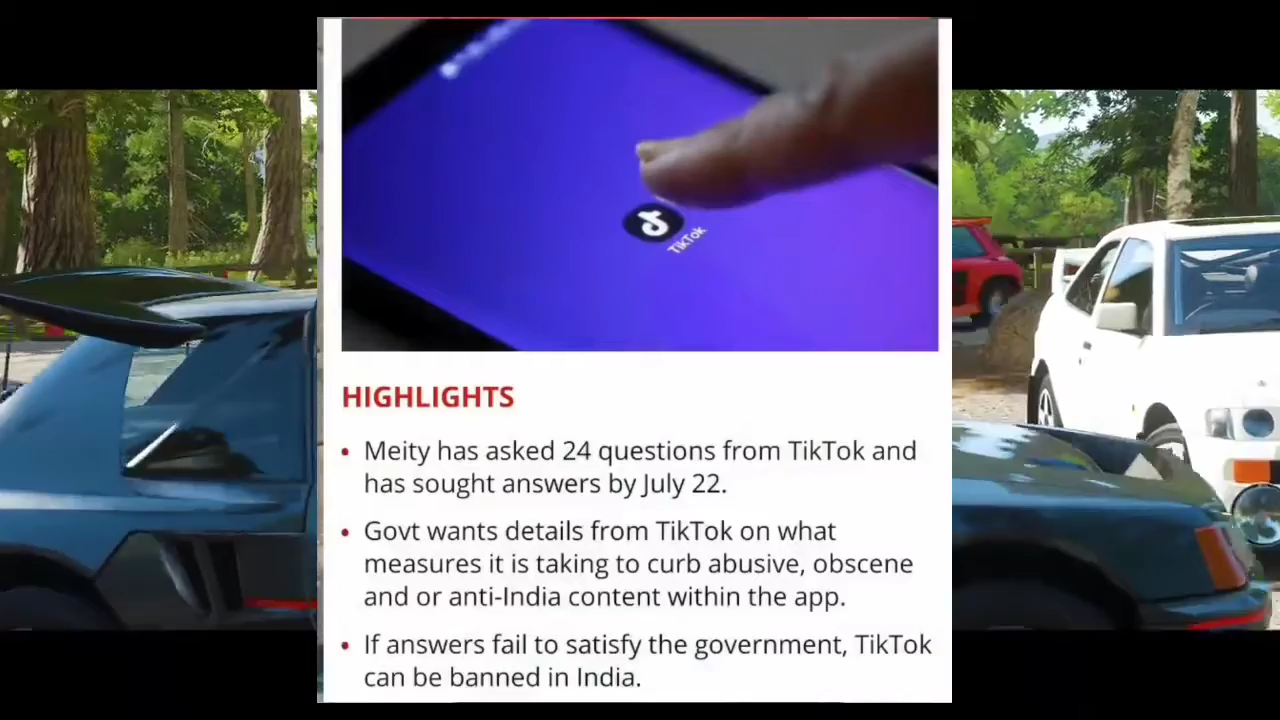 TikTok
HIGHLIGHTS
• Meity has asked 24 questions from TikTok and
has sought answers by July 22.
• Govt wants details from TikTok on what
measures it is taking to curb abusive, obscene
and or anti-India content within the app.
• If answers fail to satisfy the government, TikTok
can be banned in India.